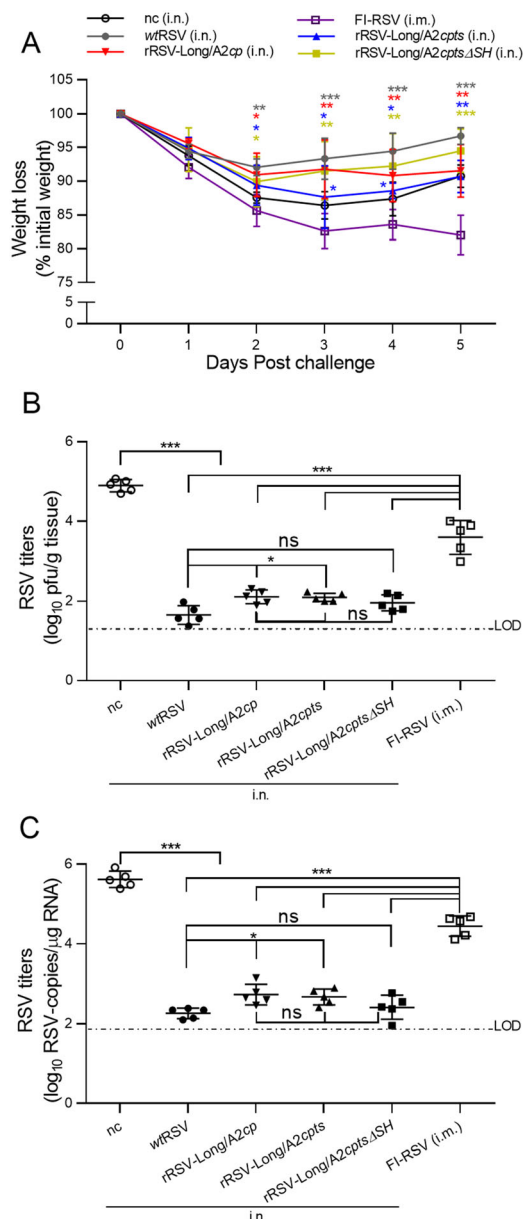 A
nc (i.n.)
FI-RSV (i.m.)
wtRSV (i.n.)
rRSV-Long/A2cpts (i.n.)
rRSV-Long/A2cp (i.n.)
rRSV-Long/A2cptsΔSH (i.n.)
Weight loss
(% initial weight)
105
100
95
90
85
80
75
5
0
** *** *** ***
* ** ** **
* * * **
* ** ** ***
* *
0 1 2 3 4 5
Days Post challenge
B
RSV titers
(log10 pfu/g tissue)
6
4
2
0
***
***
ns
*
ns
LOD
nc
wtRSV
rRSV-Long/A2cp
rRSV-Long/A2cpts
rRSV-Long/A2cptsΔSH
FI-RSV (i.m.)
i.n.
C
RSV titers
(log10 RSV-copies/μg RNA)
6
4
2
0
***
***
ns
*
ns
LOD
nc
wtRSV
rRSV-Long/A2cp
rRSV-Long/A2cpts
rRSV-Long/A2cptsΔSH
FI-RSV (i.m.)
i.n.